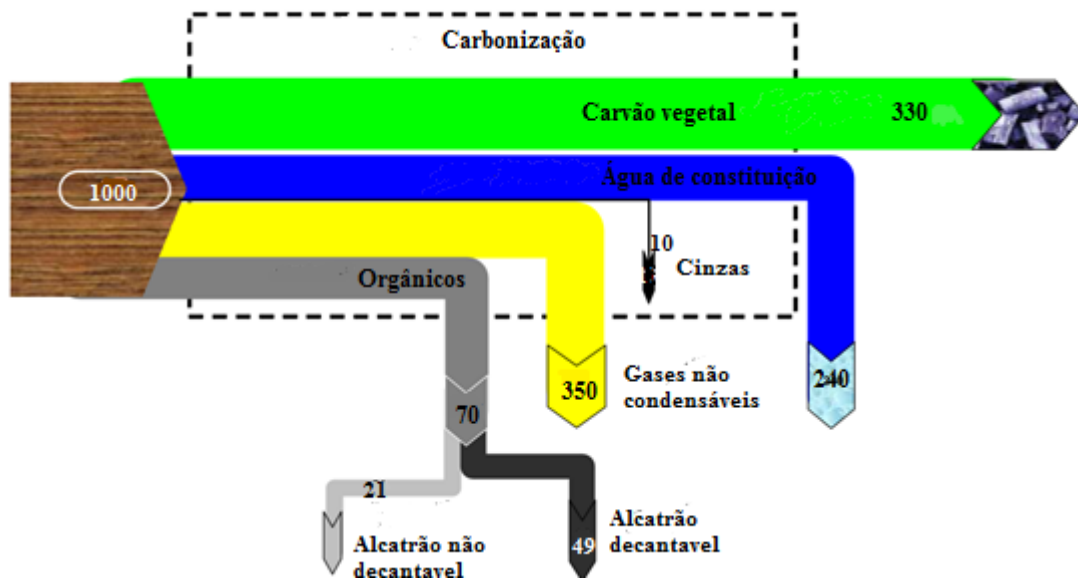 Carbonização
Carvão vegetal 330
Água de constituição
1000
10
Cinzas
Orgânicos
240
Gases não
condensáveis
350
70
21
Alcatrão não
decantavel
49
Alcatrão
decantavel